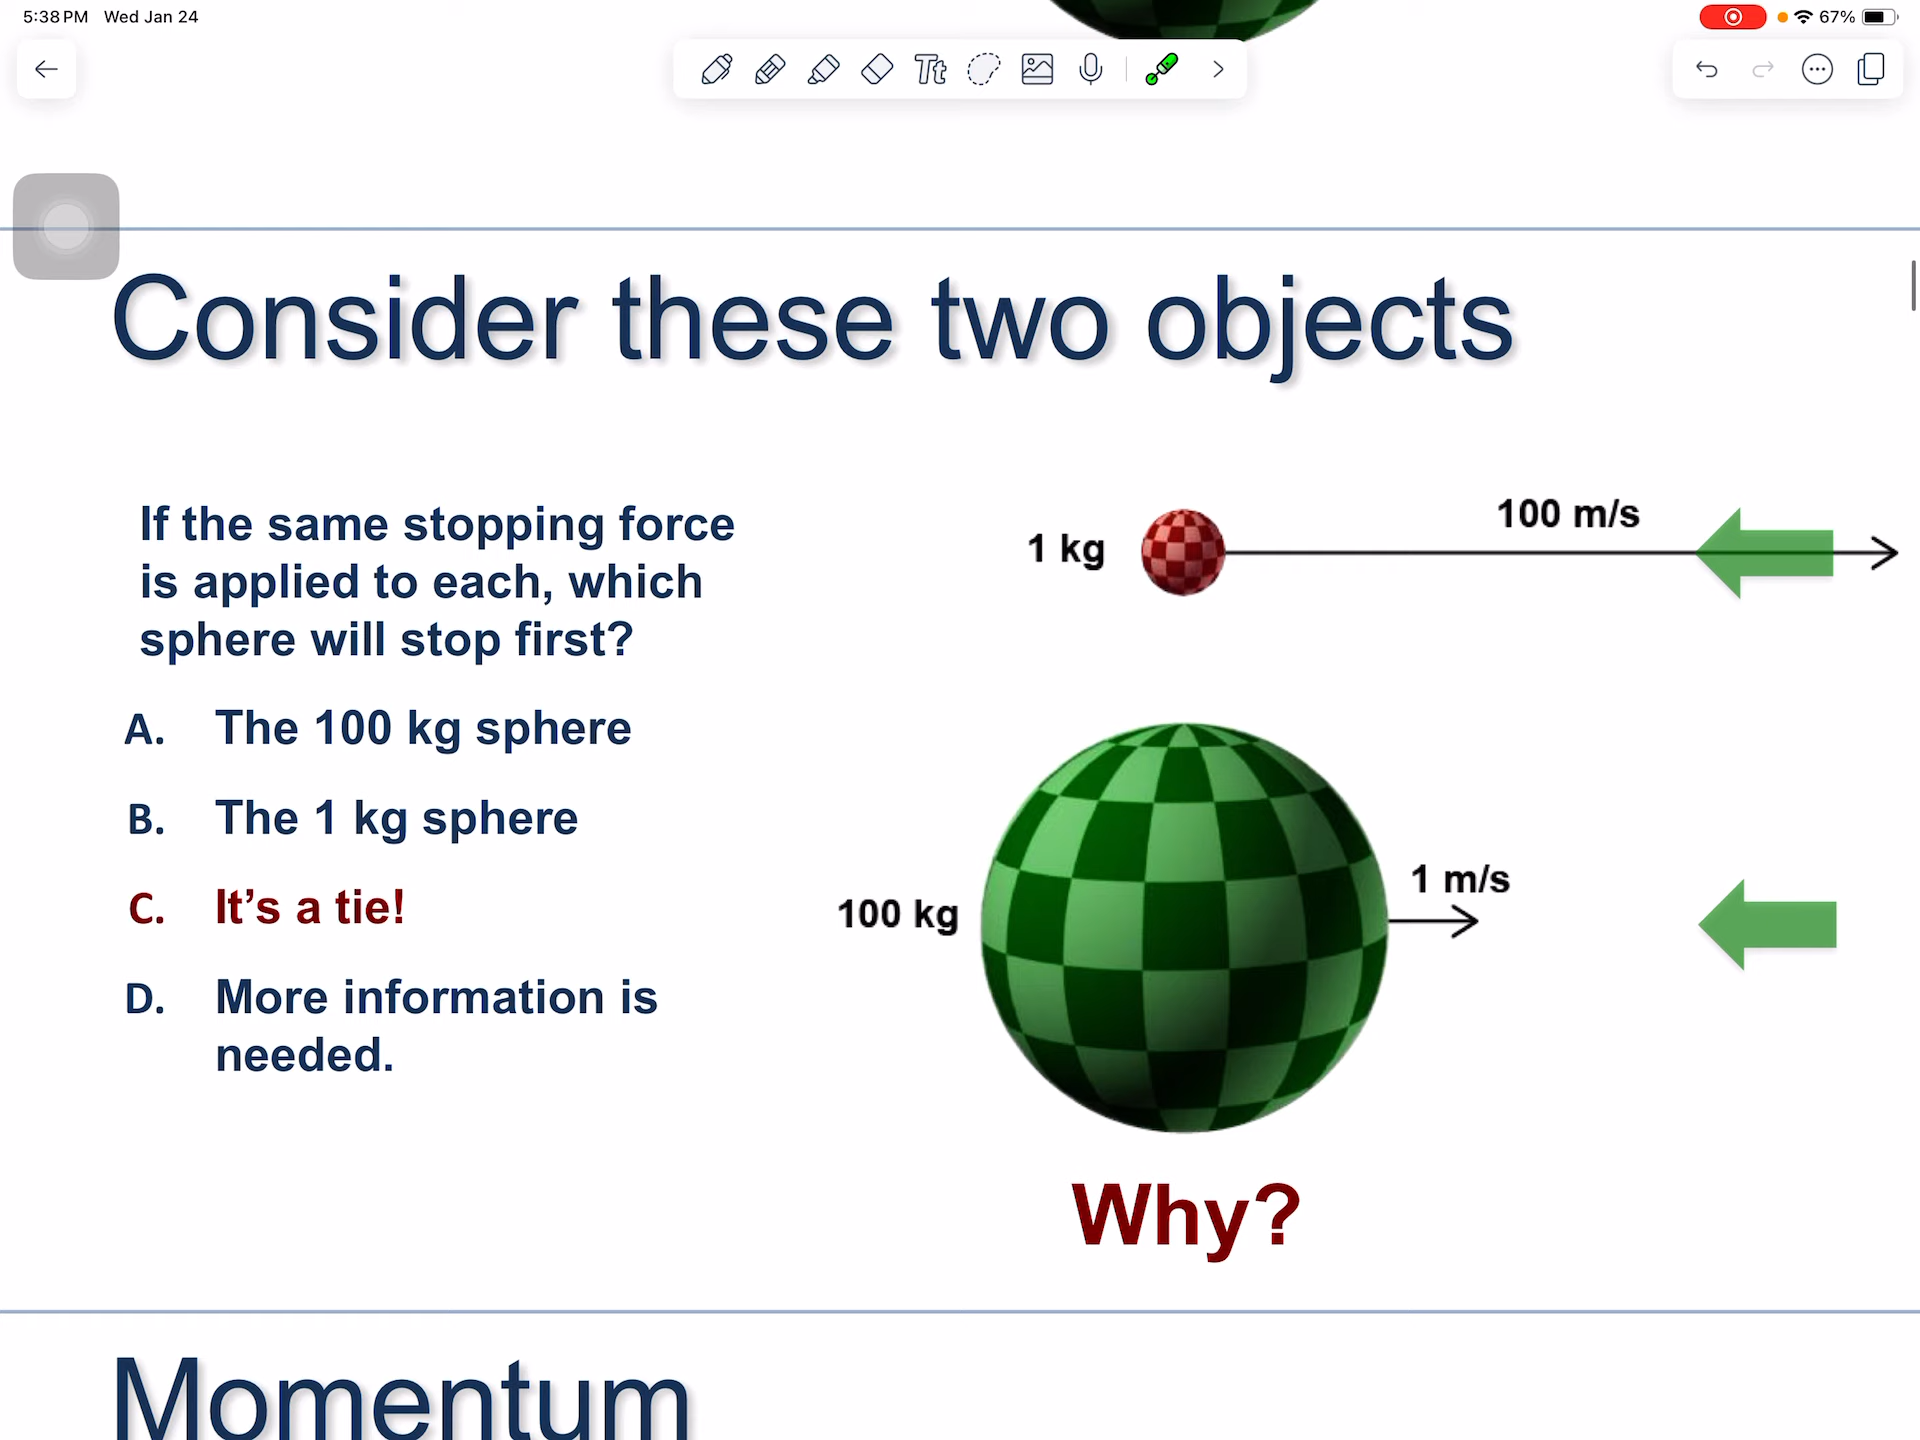 5:38 PM Wed Jan 24
67%
Tt
Consider these two objects
If the same stopping force
is applied to each, which
sphere will stop first?
A. The 100 kg sphere
B. The 1 kg sphere
C. It’s a tie!
D. More information is
needed.
1 kg
100 m/s
100 kg
1 m/s
Why?
Momentum